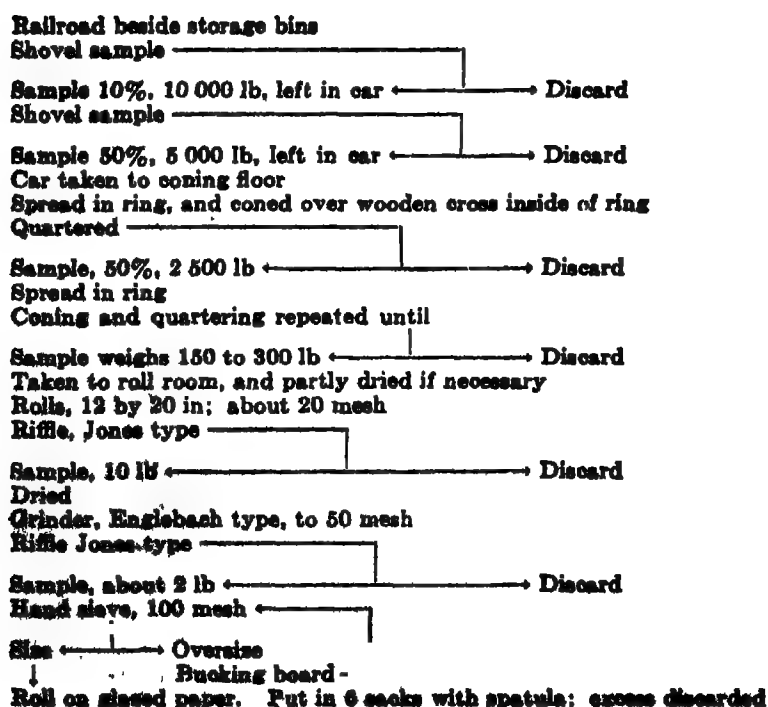 Railroad beside storage bins
Shovel sample
Sample 10%, 10 000 lb, left in car Discard
Shovel sample
Sample 50%, 5 000 lb, left in car Discard
Car taken to coning floor
Spread in ring, and coned over wooden cross inside of ring
Quartered
Sample, 50%, 2 500 lb Discard
Spread in ring
Coning and quartering repeated until
Sample weighs 150 to 300 lb Discard
Taken to roll room, and partly dried if necessary
Rolls, 12 by 20 in; about 20 mesh
Riffle, Jones type
Sample, 10 lb Discard
Dried
Grinder, Englebach type, to 50 mesh
Riffle Jones type
Sample, about 2 lb Discard
Hand sieve, 100 mesh
Size Oversize
Bucking board-
Roll on glazed paper. Put in 6 sacks with spatula; excess discarded